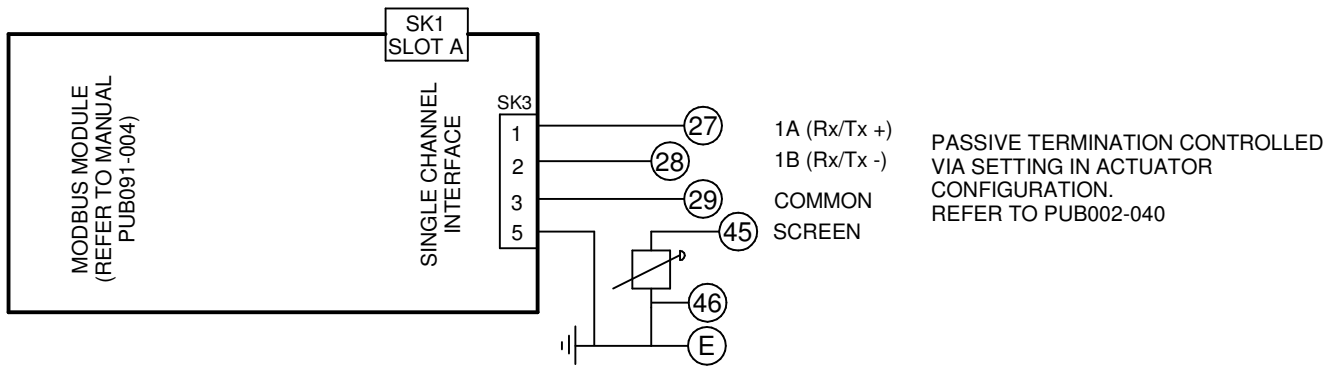 SK1
SLOT A
MODBUS MODULE
(REFER TO MANUAL
PUB091-004)
SINGLE CHANNEL
INTERFACE
SK3
1
2
3
5
27
28
29
45
46
E
1A (Rx/Tx +)
1B (Rx/Tx -)
COMMON
SCREEN
PASSIVE TERMINATION CONTROLLED
VIA SETTING IN ACTUATOR
CONFIGURATION.
REFER TO PUB002-040